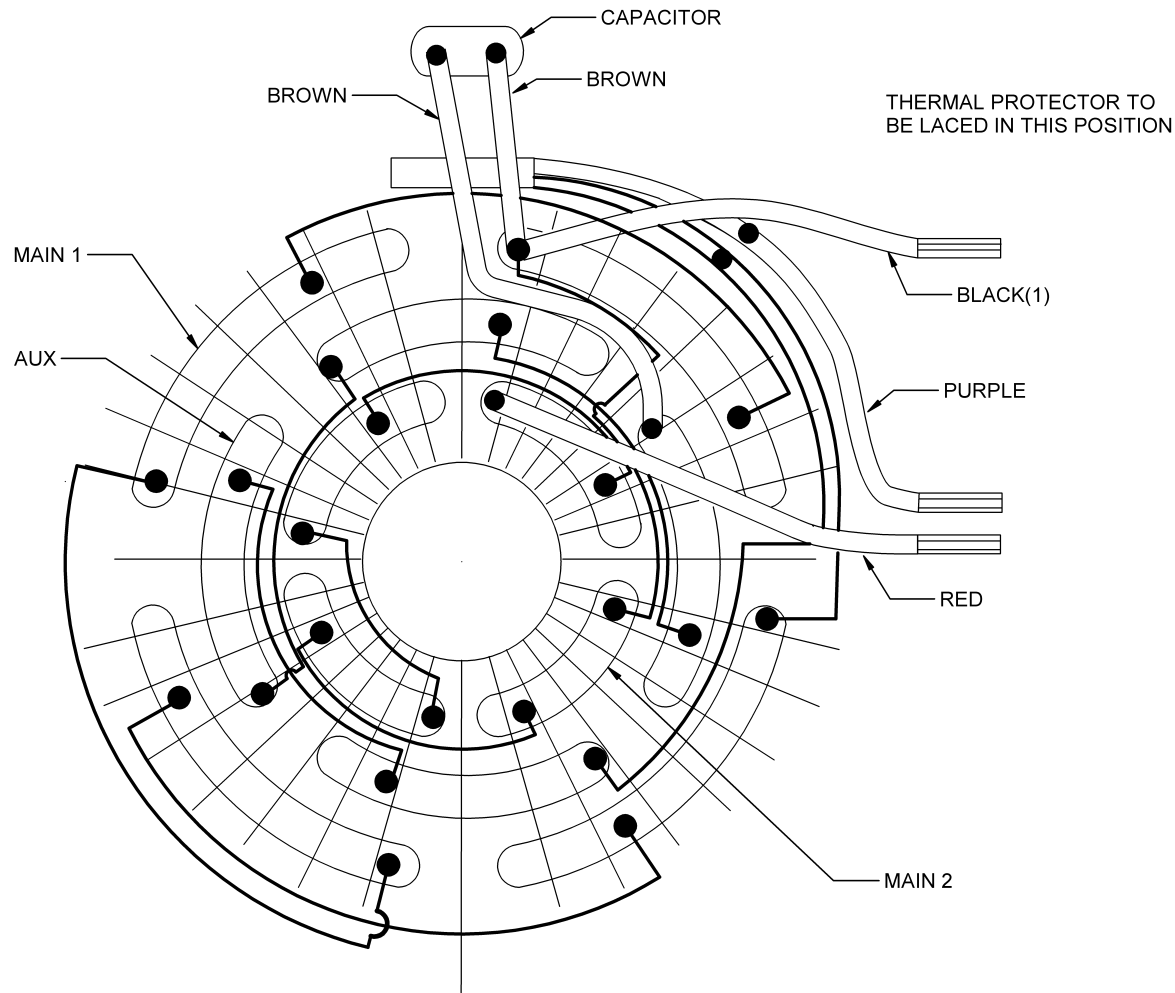 CAPACITOR
BROWN
BROWN
THERMAL PROTECTOR TO
BE LACED IN THIS POSITION
MAIN 1
BLACK(1)
AUX
PURPLE
RED
MAIN 2